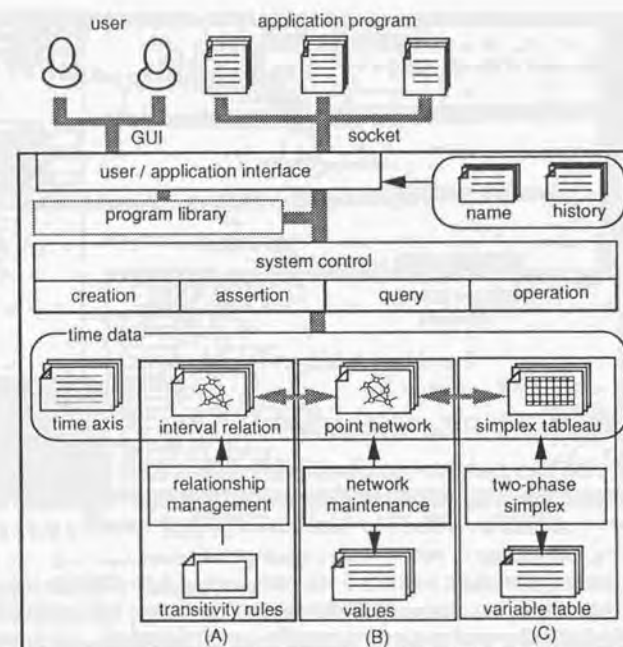 user
application program
GUI
socket
user / application interface
program library
name
history
system control
creation
assertion
query
operation
time data
time axis
interval relation
point network
simplex tableau
relationship
management
network
maintenance
two-phase
simplex
transitivity rules
values
variable table
(A)
(B)
(C)